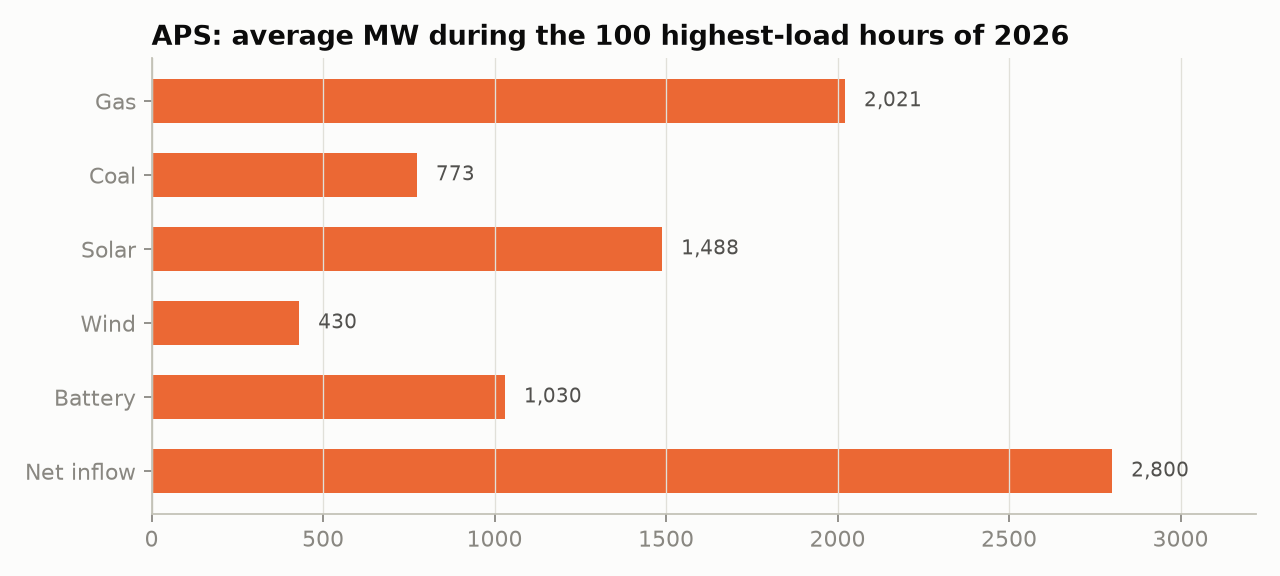 APS: average MW during the 100 highest-load hours of 2026
Gas 2,021
Coal 773
Solar 1,488
Wind 430
Battery 1,030
Net inflow 2,800
0 500 1000 1500 2000 2500 3000